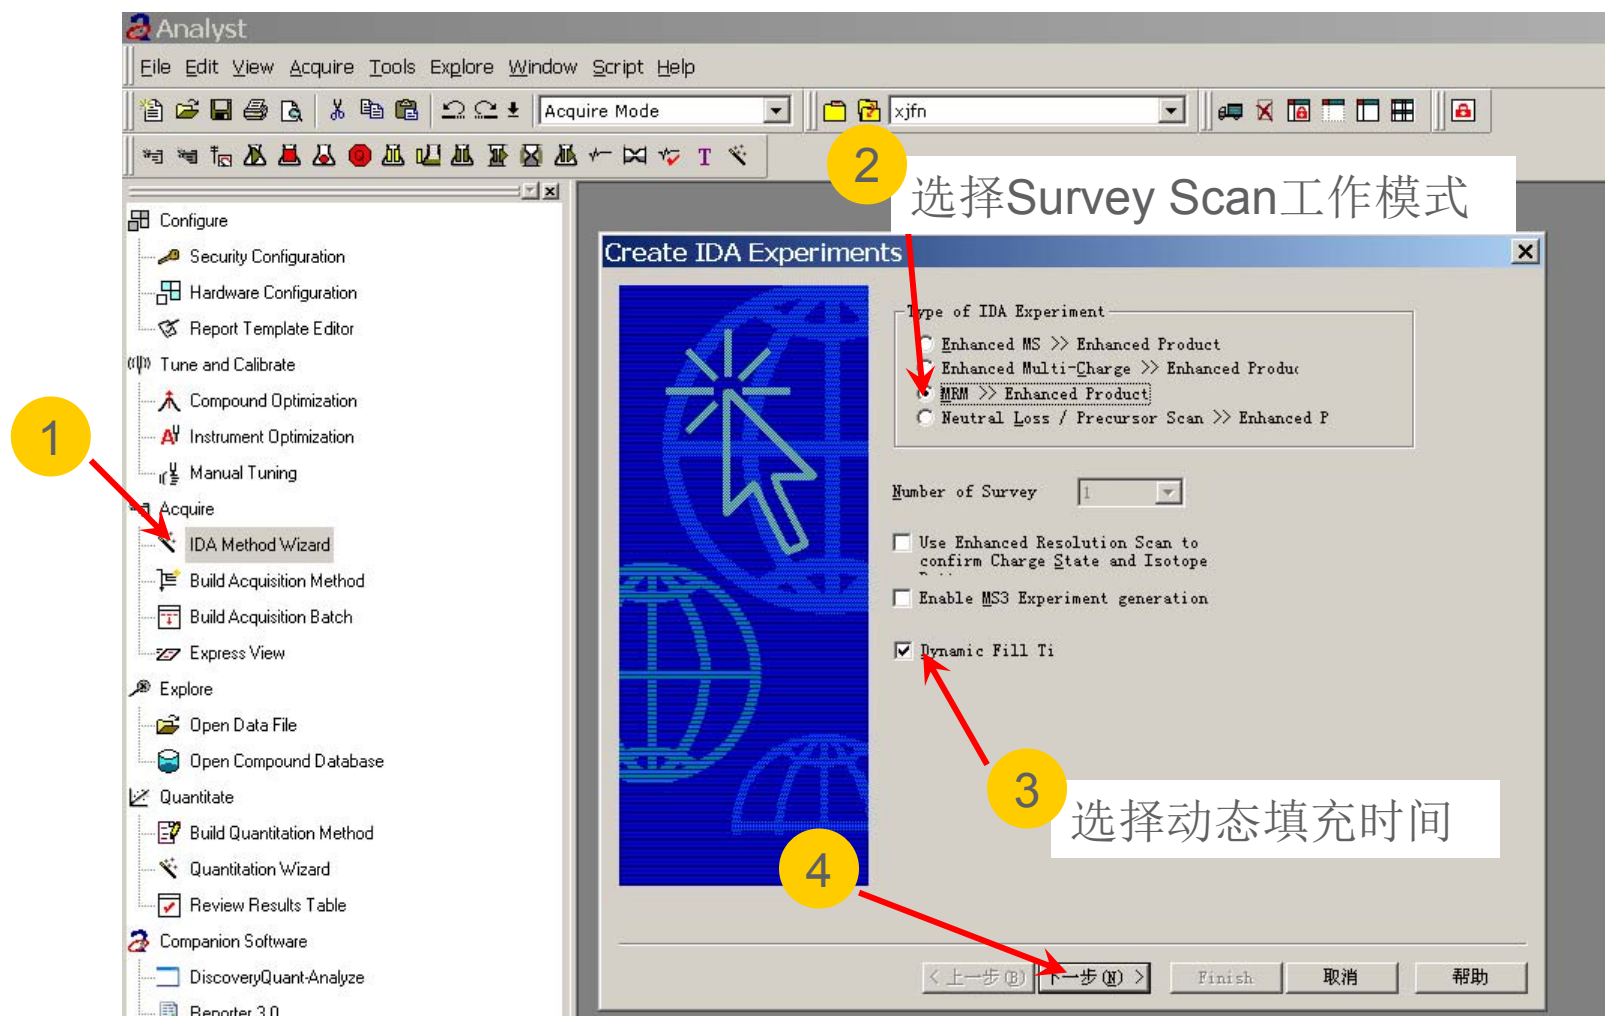 Analyst
File Edit View Acquire Tools Explore Window Script Help
Acquire Mode
xjfn
T
2
选择Survey Scan工作模式
Configure
Security Configuration
Hardware Configuration
Report Template Editor
Tune and Calibrate
Compound Optimization
Instrument Optimization
Manual Tuning
1
Acquire
IDA Method Wizard
Build Acquisition Method
Build Acquisition Batch
Express View
Explore
Open Data File
Open Compound Database
Quantitate
Build Quantitation Method
Quantitation Wizard
Review Results Table
Companion Software
DiscoveryQuant-Analyze
Reporter 3.0
Create IDA Experiments
Type of IDA Experiment
Enhanced MS >> Enhanced Product
Enhanced Multi-Charge >> Enhanced Produc
MRM >> Enhanced Product
Neutral Loss / Precursor Scan >> Enhanced P
Number of Survey 1
Use Enhanced Resolution Scan to
confirm Charge State and Isotope
Enable MS3 Experiment generation
Dynamic Fill Ti
3
选择动态填充时间
4
< 上一步(B) 下一步(N) > Finish 取消 帮助